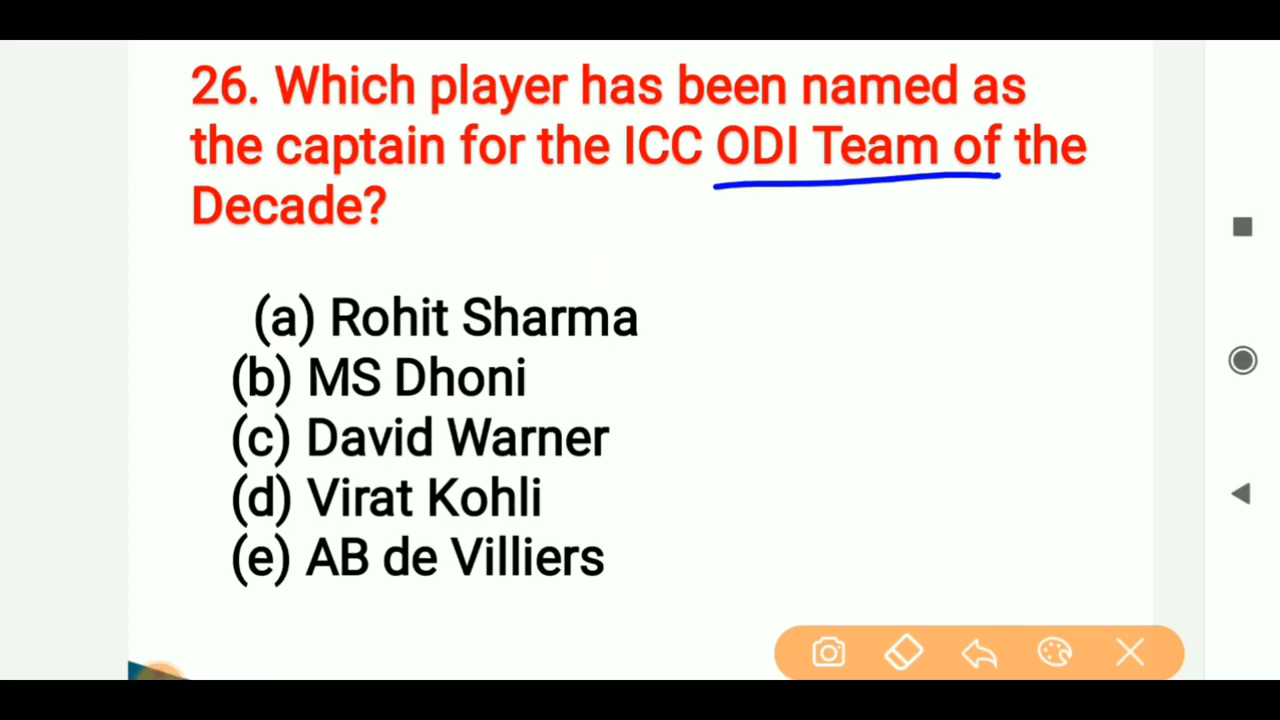 26. Which player has been named as
the captain for the ICC ODI Team of the
Decade?
(a) Rohit Sharma
(b) MS Dhoni
(c) David Warner
(d) Virat Kohli
(e) AB de Villiers